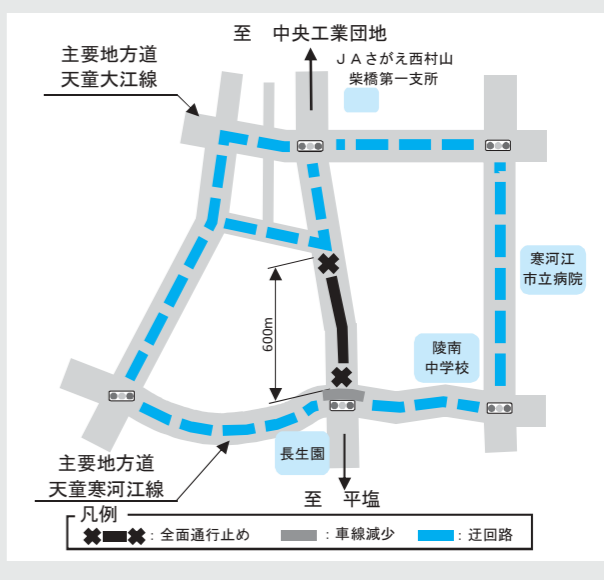 至 中央工業団地
主要地方道
天童大江線
ＪＡさがえ西村山
柴橋第一支所
寒河江
市立病院
600m
陵南
中学校
長生園
主要地方道
天童寒河江線
至 平塩
凡例
：全面通行止め
：車線減少
：迂回路